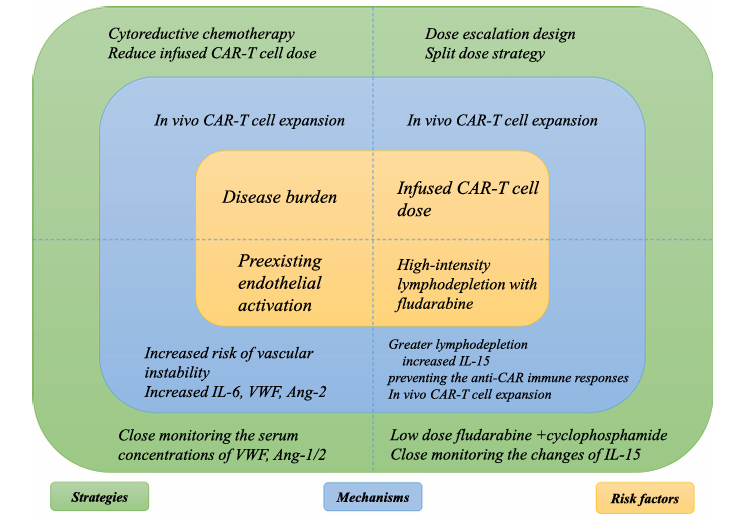 Cytoreductive chemotherapy
Reduce infused CAR-T cell dose
Dose escalation design
Split dose strategy
In vivo CAR-T cell expansion
In vivo CAR-T cell expansion
Disease burden
Infused CAR-T cell
dose
Preexisting
endothelial
activation
High-intensity
lymphodepletion with
fludarabine
Increased risk of vascular
instability
Increased IL-6, VWF, Ang-2
Greater lymphodepletion
increased IL-15
preventing the anti-CAR immune responses
In vivo CAR-T cell expansion
Close monitoring the serum
concentrations of VWF, Ang-1/2
Low dose fludarabine +cyclophosphamide
Close monitoring the changes of IL-15
Strategies
Mechanisms
Risk factors